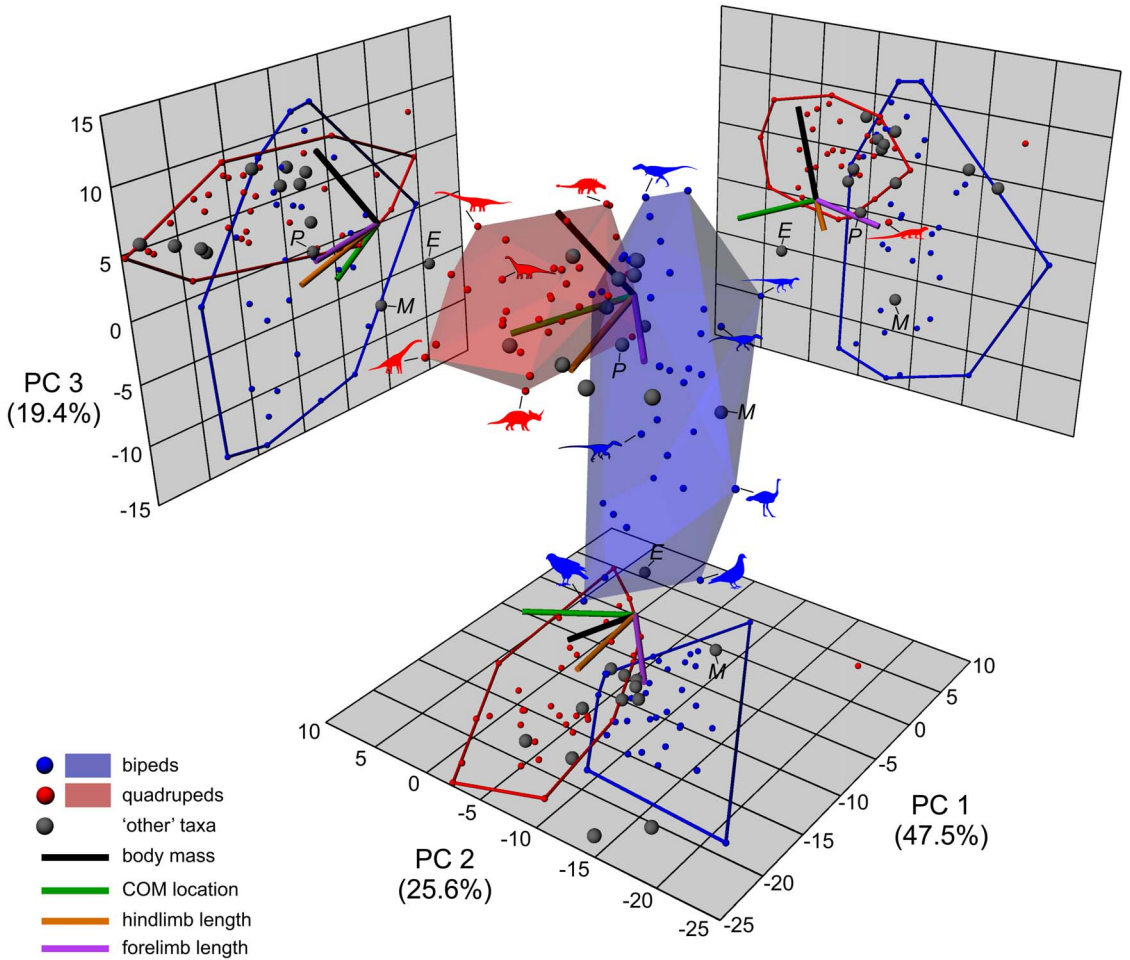 15
10
5
0
-5
-10
-15
PC 3
(19.4%)
P
E
M
E
P
M
P
M
E
M
10
5
0
-5
-10
-15
-20
-25
PC 2
(25.6%)
10
5
0
-5
-10
-15
-20
-25
PC 1
(47.5%)
bipeds
quadrupeds
‘other’ taxa
body mass
COM location
hindlimb length
forelimb length